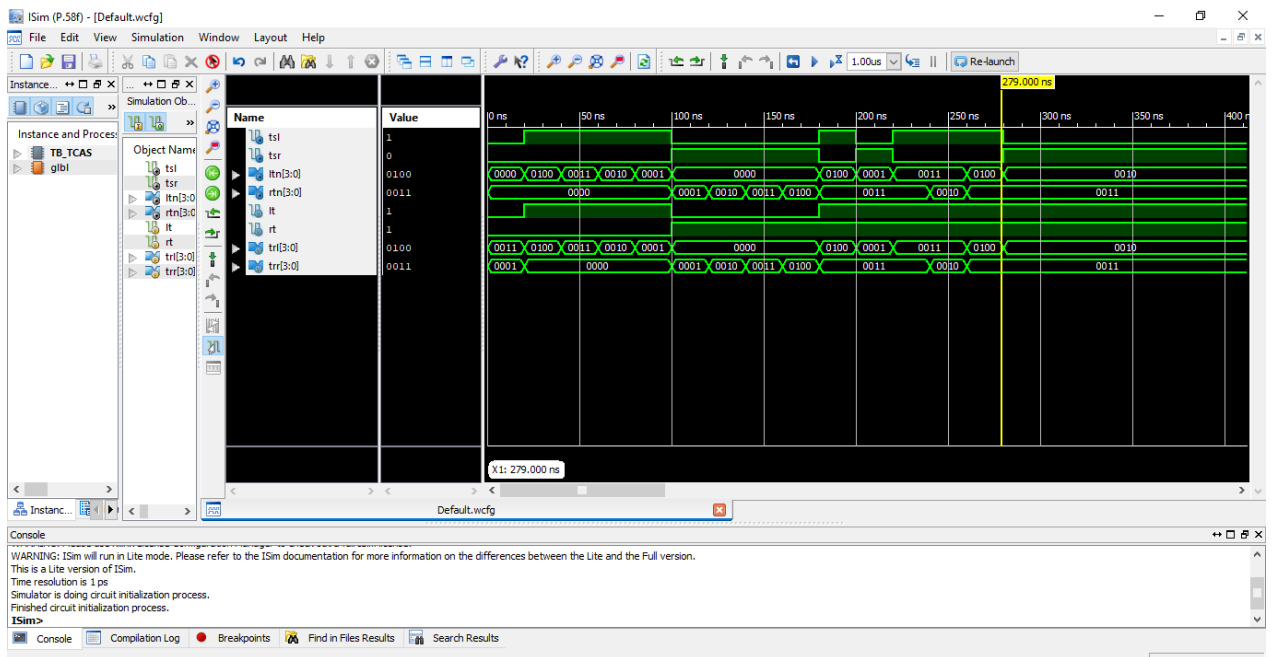 ISim (P.58f) - [Default.wcfg]
File Edit View Simulation Window Layout Help
1.00us Re-launch
Instance...
Instance and Process
TB_TCAS
glbl
Simulation Ob...
Object Name
tsl
tsr
ltn[3:0]
rtn[3:0]
lt
rt
trl[3:0]
trr[3:0]
Name Value
tsl 1
tsr 0
ltn[3:0] 0100
rtn[3:0] 0011
lt 1
rt 1
trl[3:0] 0100
trr[3:0] 0011
279.000 ns
0 ns 50 ns 100 ns 150 ns 200 ns 250 ns 300 ns 350 ns 400 n
0000 0100 0011 0010 0001 0000 0100 0001 0011 0100 0010
0000 0001 0010 0011 0100 0011 0010 0011
0011 0100 0011 0010 0001 0000 0100 0001 0011 0100 0010
0001 0000 0001 0010 0011 0100 0011 0010 0011
X1: 279.000 ns
Instanc...
Default.wcfg
Console
WARNING: ISim will run in Lite mode. Please refer to the ISim documentation for more information on the differences between the Lite and the Full version.
This is a Lite version of ISim.
Time resolution is 1 ps
Simulator is doing circuit initialization process.
Finished circuit initialization process.
ISim>
Console Compilation Log Breakpoints Find in Files Results Search Results